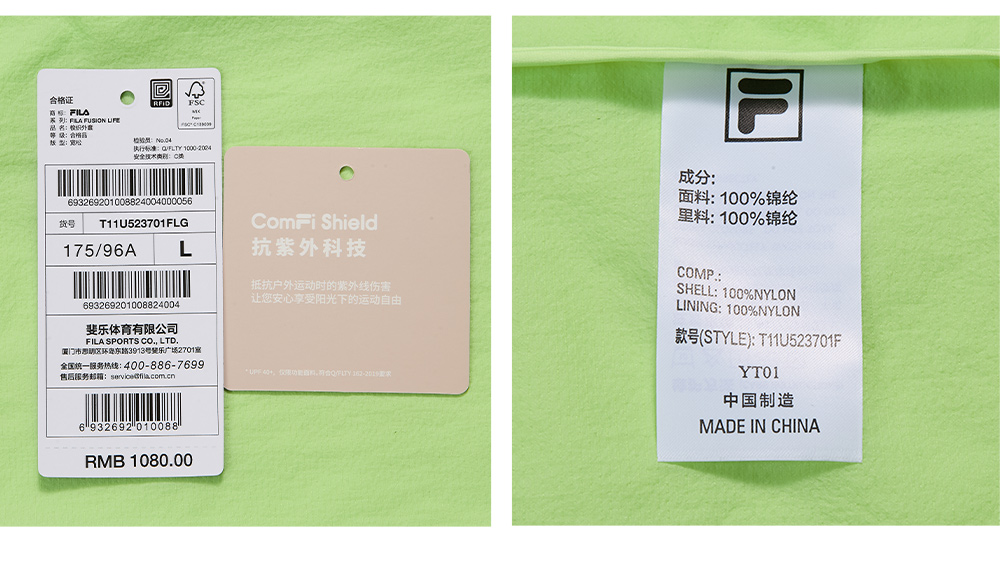 合格证
RFiD
FSC
MIX
Paper
FSC® C158036
商 标: FILA
系 列: FILA FUSION LIFE
品 名: 梭织外套
等 级: 合格品
版 型: 宽松
检验员: No.04
执行标准: Q/FLTY 1000-2024
安全技术类别: C类
693269201008824004000056
货号 T11U523701FLG
175/96A L
693269201008824004
斐乐体育有限公司
FILA SPORTS CO., LTD.
厦门市思明区环岛东路3913号斐乐广场2701室
全国统一服务热线: 400-886-7699
售后服务邮箱: service@fila.com.cn
6 932692 010088
RMB 1080.00
ComFi Shield
抗紫外科技
抵抗户外运动时的紫外线伤害
让您安心享受阳光下的运动自由
F
成分:
面料: 100%锦纶
里料: 100%锦纶
COMP.:
SHELL: 100%NYLON
LINING: 100%NYLON
款号(STYLE): T11U523701F
YT01
中国制造
MADE IN CHINA